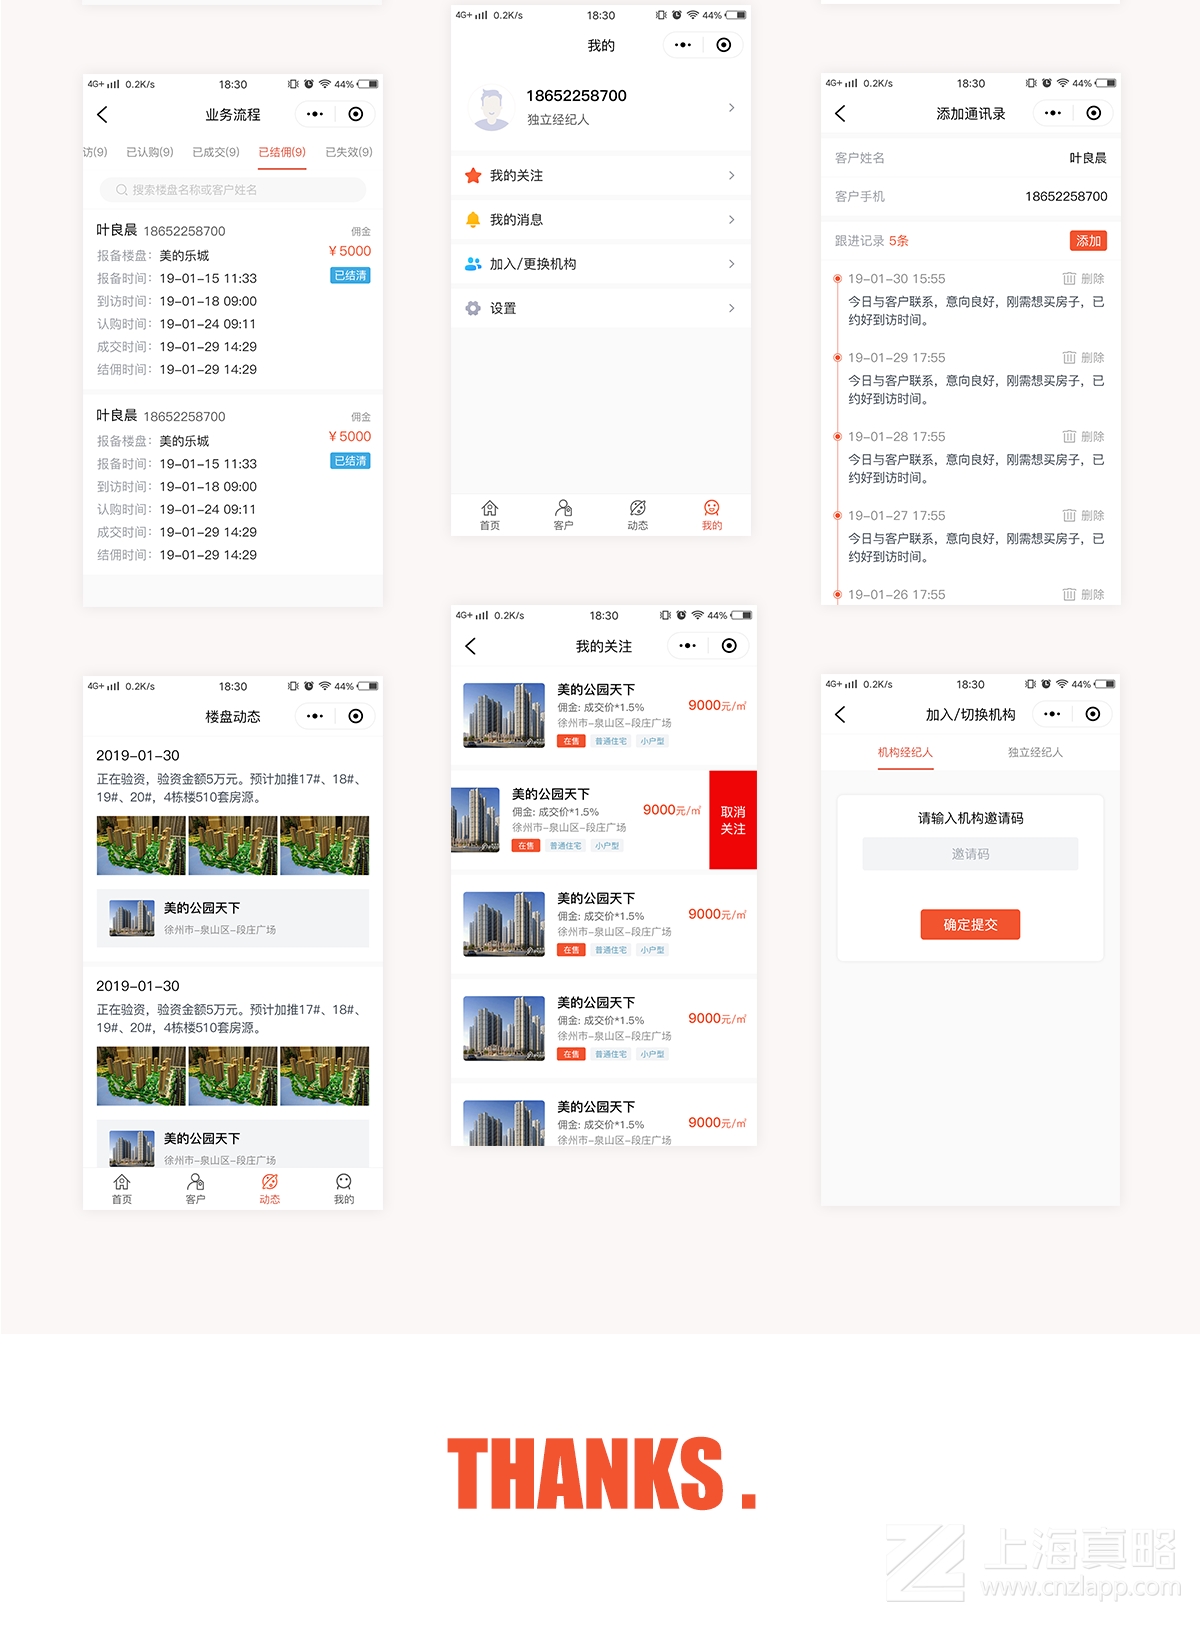 4G+ 0.2K/s 18:30 44%
业务流程
访(9) 已认购(9) 已成交(9) 已结佣(9) 已失效(9)
搜索楼盘名称或客户姓名
叶良晨 18652258700 佣金
报备楼盘：美的乐城 ￥5000
报备时间：19-01-15 11:33 已结清
到访时间：19-01-18 09:00
认购时间：19-01-24 09:11
成交时间：19-01-29 14:29
结佣时间：19-01-29 14:29
叶良晨 18652258700 佣金
报备楼盘：美的乐城 ￥5000
报备时间：19-01-15 11:33 已结清
到访时间：19-01-18 09:00
认购时间：19-01-24 09:11
成交时间：19-01-29 14:29
结佣时间：19-01-29 14:29
4G+ 0.2K/s 18:30 44%
我的
18652258700
独立经纪人
我的关注
我的消息
加入/更换机构
设置
首页 客户 动态 我的
4G+ 0.2K/s 18:30 44%
添加通讯录
客户姓名 叶良晨
客户手机 18652258700
跟进记录 5条 添加
19-01-30 15:55 删除
今日与客户联系，意向良好，刚需想买房子，已
约好到访时间。
19-01-29 17:55 删除
今日与客户联系，意向良好，刚需想买房子，已
约好到访时间。
19-01-28 17:55 删除
今日与客户联系，意向良好，刚需想买房子，已
约好到访时间。
19-01-27 17:55 删除
今日与客户联系，意向良好，刚需想买房子，已
约好到访时间。
19-01-26 17:55 删除
4G+ 0.2K/s 18:30 44%
楼盘动态
2019-01-30
正在验资，验资金额5万元。预计加推17#、18#、
19#、20#，4栋楼510套房源。
美的公园天下
徐州市-泉山区-段庄广场
2019-01-30
正在验资，验资金额5万元。预计加推17#、18#、
19#、20#，4栋楼510套房源。
美的公园天下
徐州市-泉山区-段庄广场
首页 客户 动态 我的
4G+ 0.2K/s 18:30 44%
我的关注
美的公园天下
佣金: 成交价*1.5% 9000元/㎡
徐州市-泉山区-段庄广场
在售 普通住宅 小户型
美的公园天下
佣金: 成交价*1.5% 9000元/㎡
徐州市-泉山区-段庄广场
在售 普通住宅 小户型
取消
关注
美的公园天下
佣金: 成交价*1.5% 9000元/㎡
徐州市-泉山区-段庄广场
在售 普通住宅 小户型
美的公园天下
佣金: 成交价*1.5% 9000元/㎡
徐州市-泉山区-段庄广场
在售 普通住宅 小户型
美的公园天下
佣金: 成交价*1.5% 9000元/㎡
徐州市-泉山区-段庄广场
4G+ 0.2K/s 18:30 44%
加入/切换机构
机构经纪人 独立经纪人
请输入机构邀请码
邀请码
确定提交
THANKS .
上海真略
www.cnzlapp.com